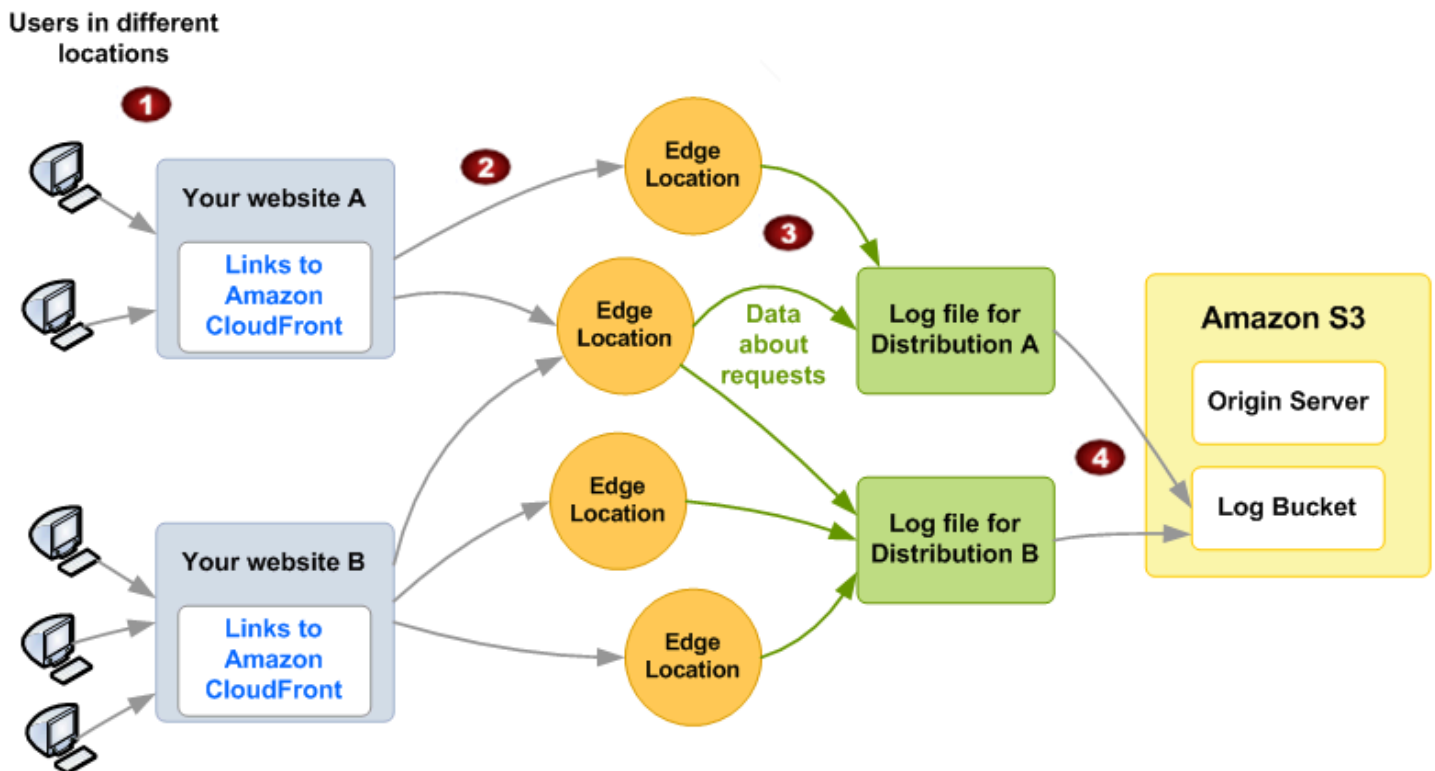 Users in different
locations
1
2
Edge
Location
Your website A
Links to
Amazon
CloudFront
3
Edge
Location
Data
about
requests
Log file for
Distribution A
Amazon S3
Origin Server
Log Bucket
4
Edge
Location
Log file for
Distribution B
Your website B
Links to
Amazon
CloudFront
Edge
Location